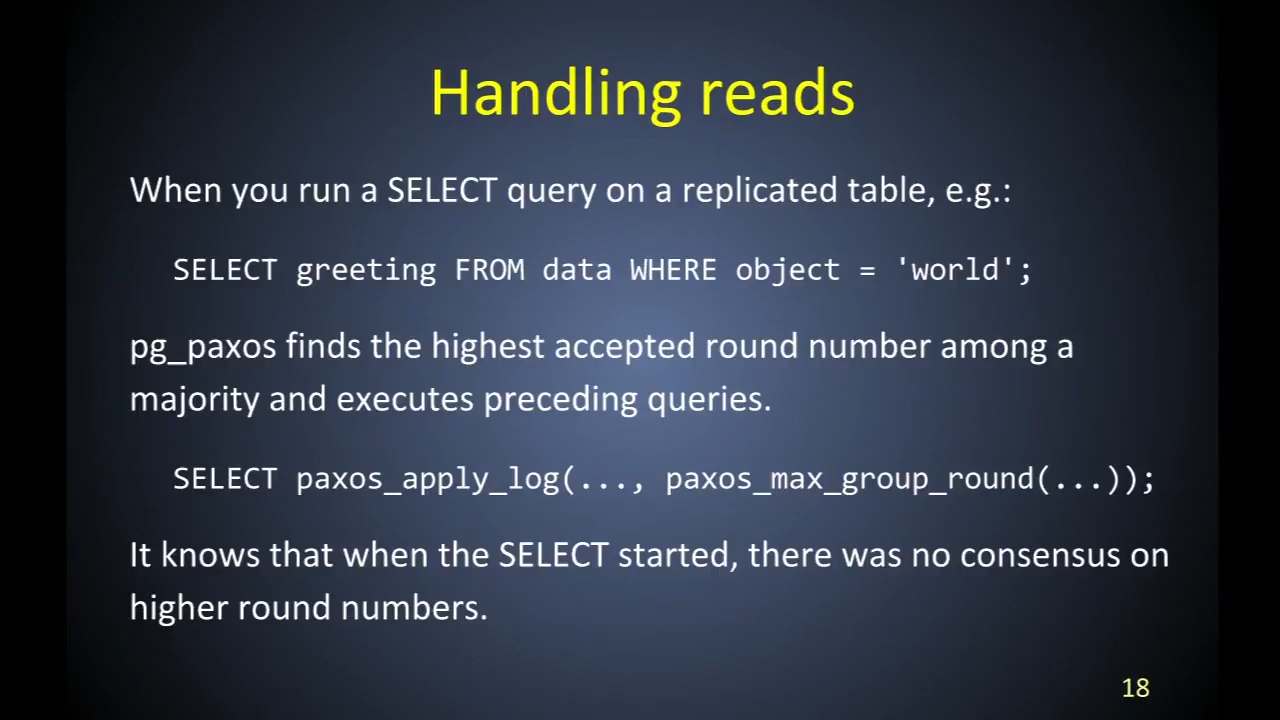 Handling reads
When you run a SELECT query on a replicated table, e.g.:
SELECT greeting FROM data WHERE object = 'world';
pg_paxos finds the highest accepted round number among a
majority and executes preceding queries.
SELECT paxos_apply_log(..., paxos_max_group_round(...));
It knows that when the SELECT started, there was no consensus on
higher round numbers.
18